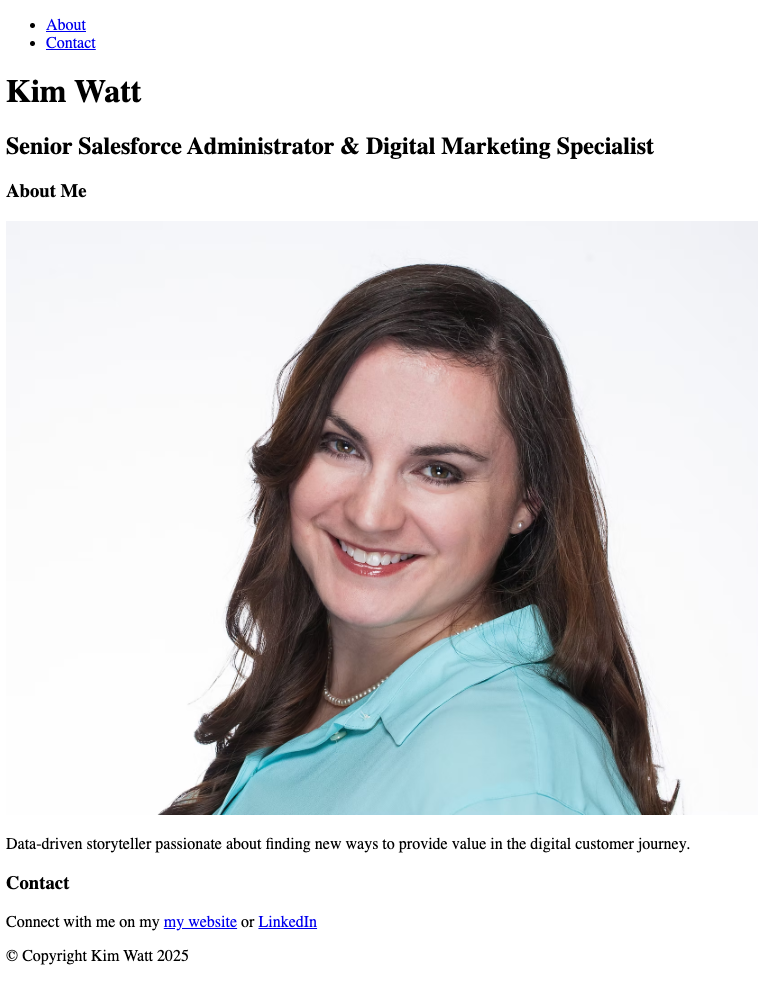 About
Contact
Kim Watt
Senior Salesforce Administrator & Digital Marketing Specialist
About Me
Data-driven storyteller passionate about finding new ways to provide value in the digital customer journey.
Contact
Connect with me on my my website or LinkedIn
© Copyright Kim Watt 2025